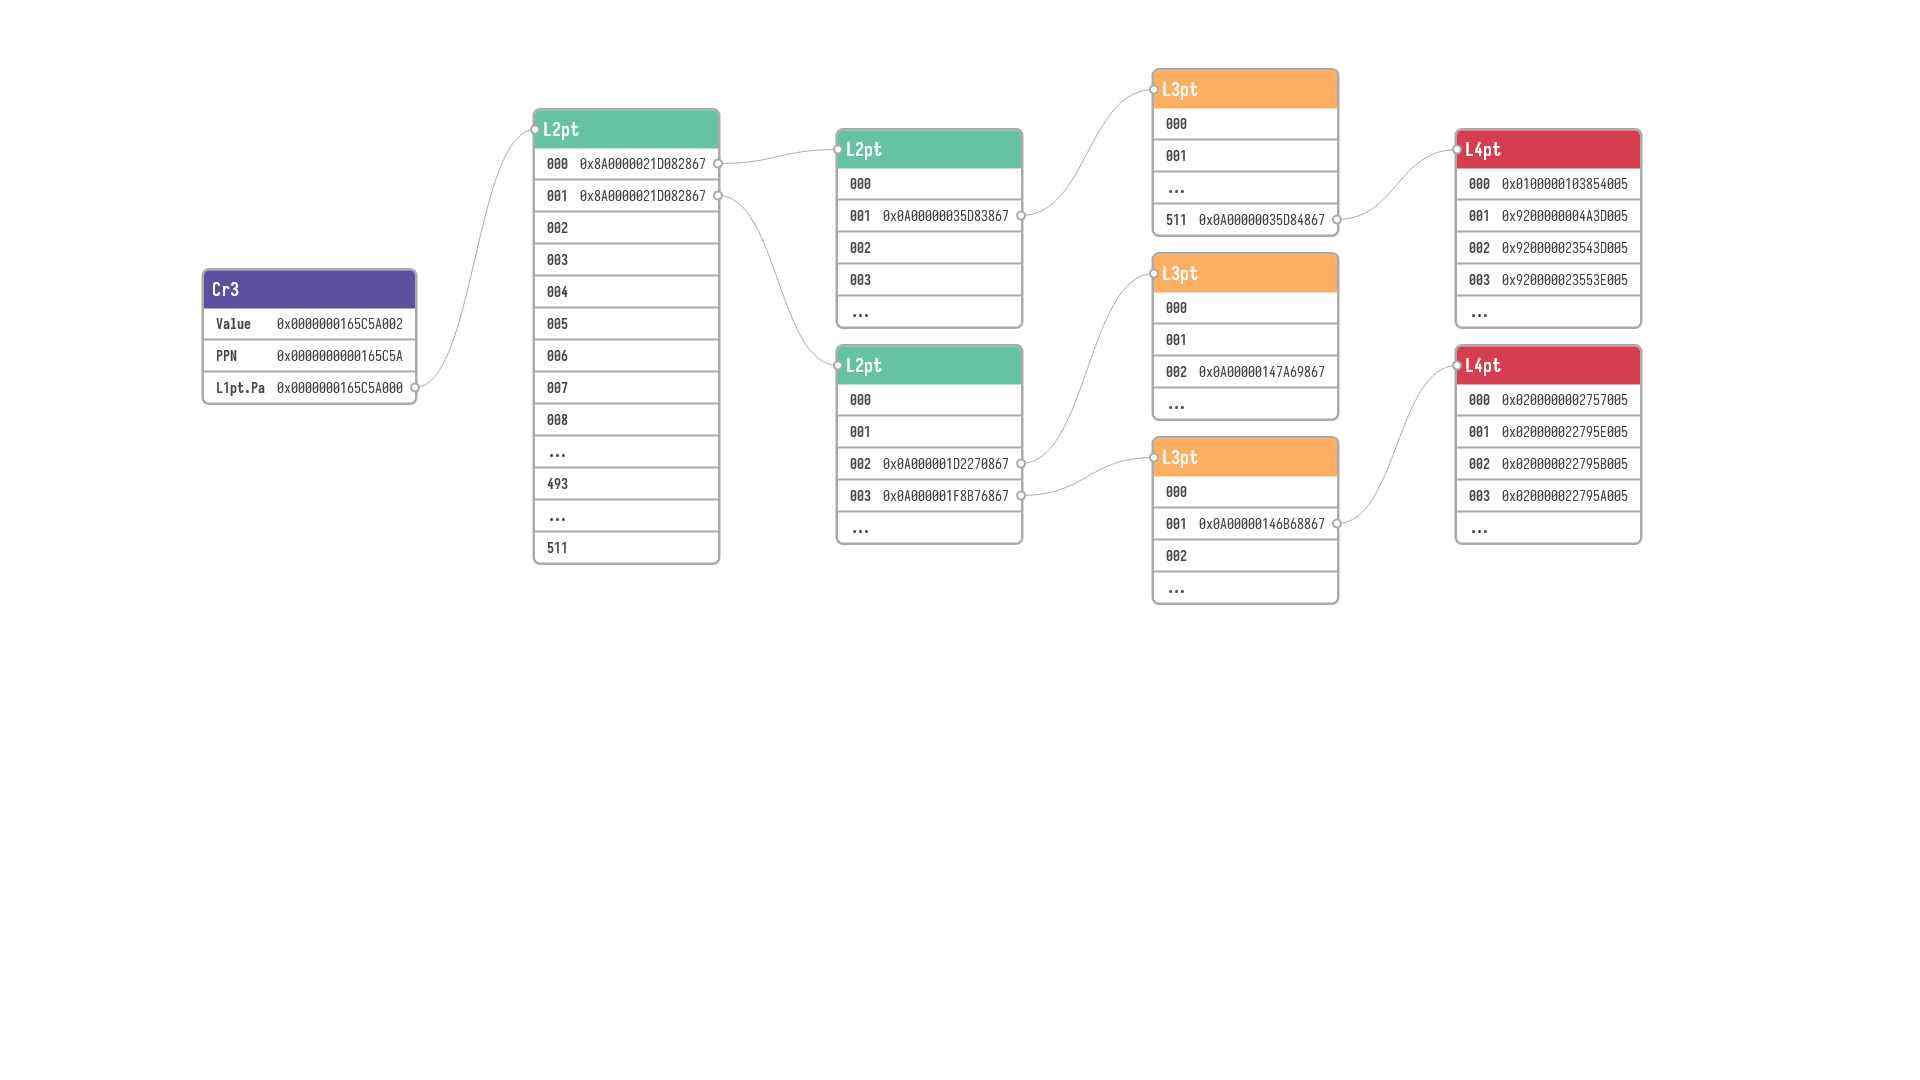 Cr3
Value 0x0000000165C5A002
PPN 0x0000000000165C5A
L1pt.Pa 0x0000000165C5A000
L2pt
000 0x8A0000021D082867
001 0x8A0000021D082867
002
003
004
005
006
007
008
...
493
...
511
L2pt
000
001 0x0A00000035D83867
002
003
...
L2pt
000
001
002 0x0A000001D2270867
003 0x0A000001F8B76867
...
L3pt
000
001
...
511 0x0A00000035D84867
L3pt
000
001
002 0x0A00000147A69867
...
L3pt
000
001 0x0A00000146B68867
002
...
L4pt
000 0x0100000103854005
001 0x9200000004A3D005
002 0x920000023543D005
003 0x920000023553E005
...
L4pt
000 0x0200000002757005
001 0x020000022795E005
002 0x020000022795B005
003 0x020000022795A005
...